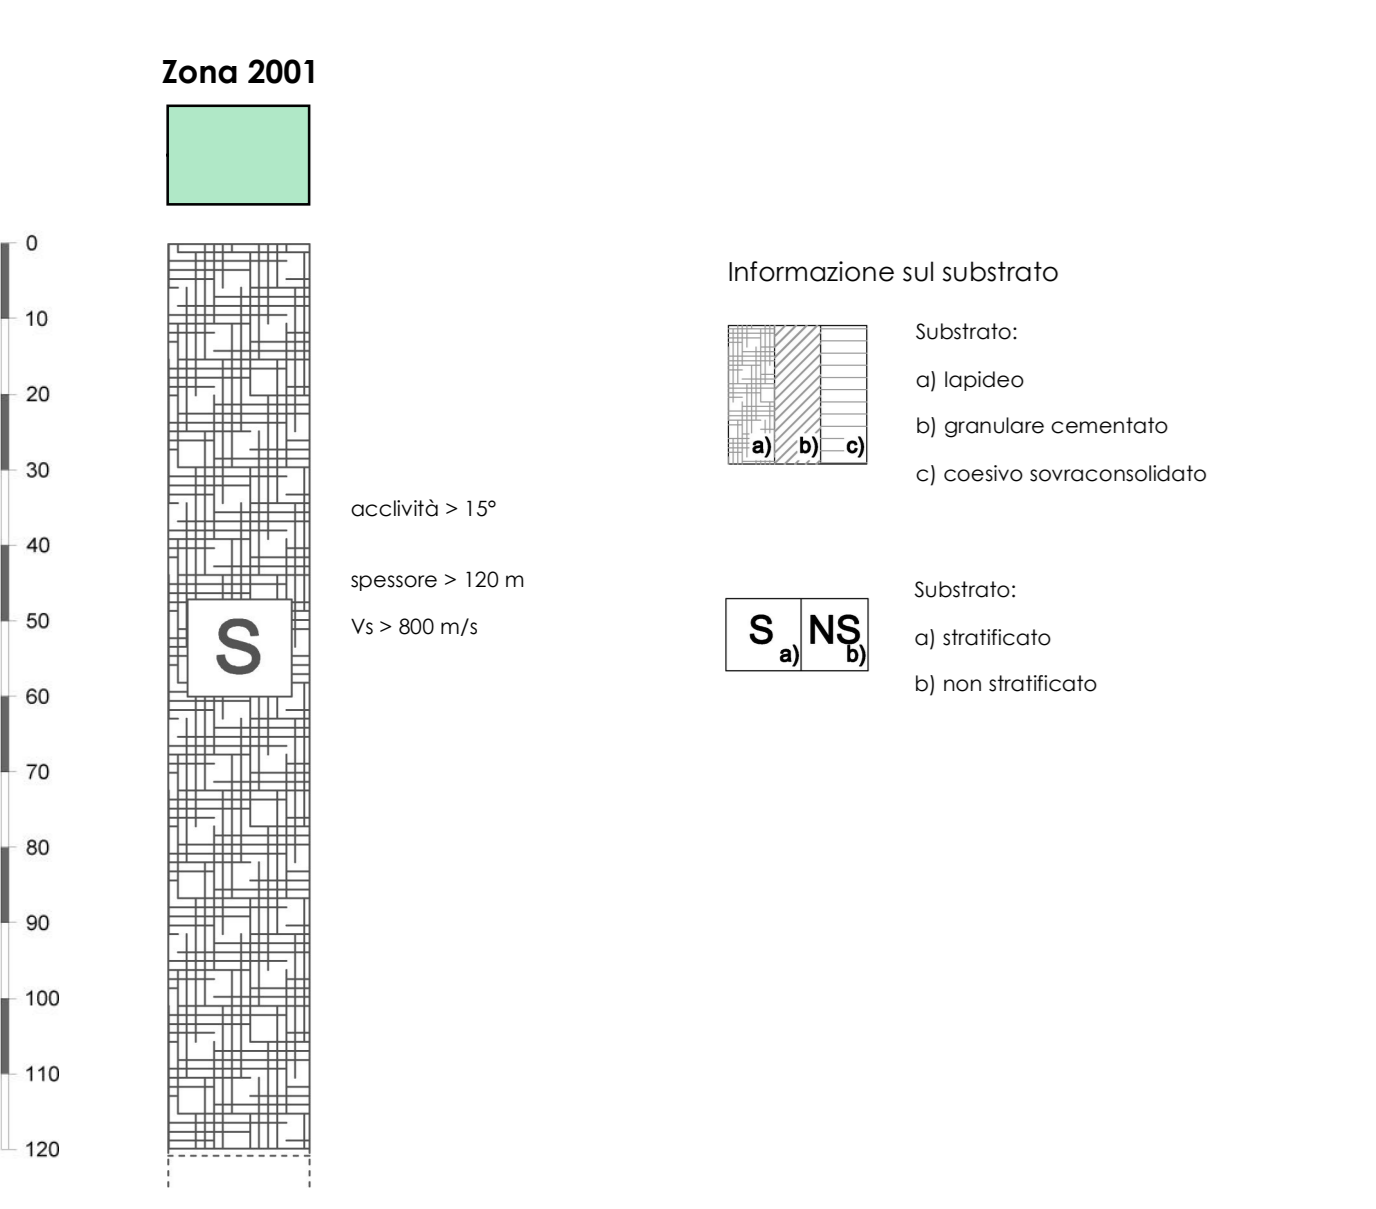 Zona 2001
0
10
20
30
40
50
60
70
80
90
100
110
120
S
acclività > 15°
spessore > 120 m
Vs > 800 m/s
Informazione sul substrato
a) b) c)
Substrato:
a) lapideo
b) granulare cementato
c) coesivo sovraconsolidato
S a) NS b)
Substrato:
a) stratificato
b) non stratificato